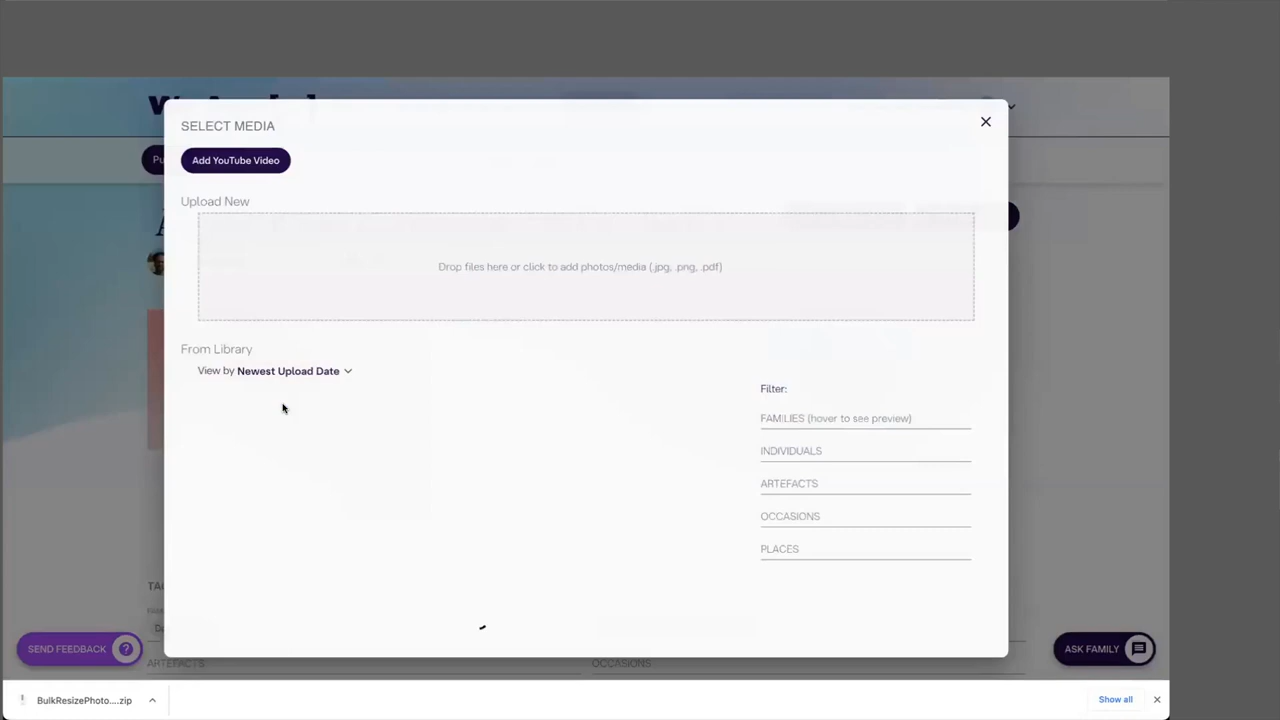 SELECT MEDIA
Add YouTube Video
Upload New
Drop files here or click to add photos/media (.jpg, .png, .pdf)
From Library
View by Newest Upload Date
Filter:
FAMILIES (hover to see preview)
INDIVIDUALS
ARTEFACTS
OCCASIONS
PLACES
SEND FEEDBACK ?
ASK FAMILY
ARTEFACTS
OCCASIONS
BulkResizePhoto....zip
Show all